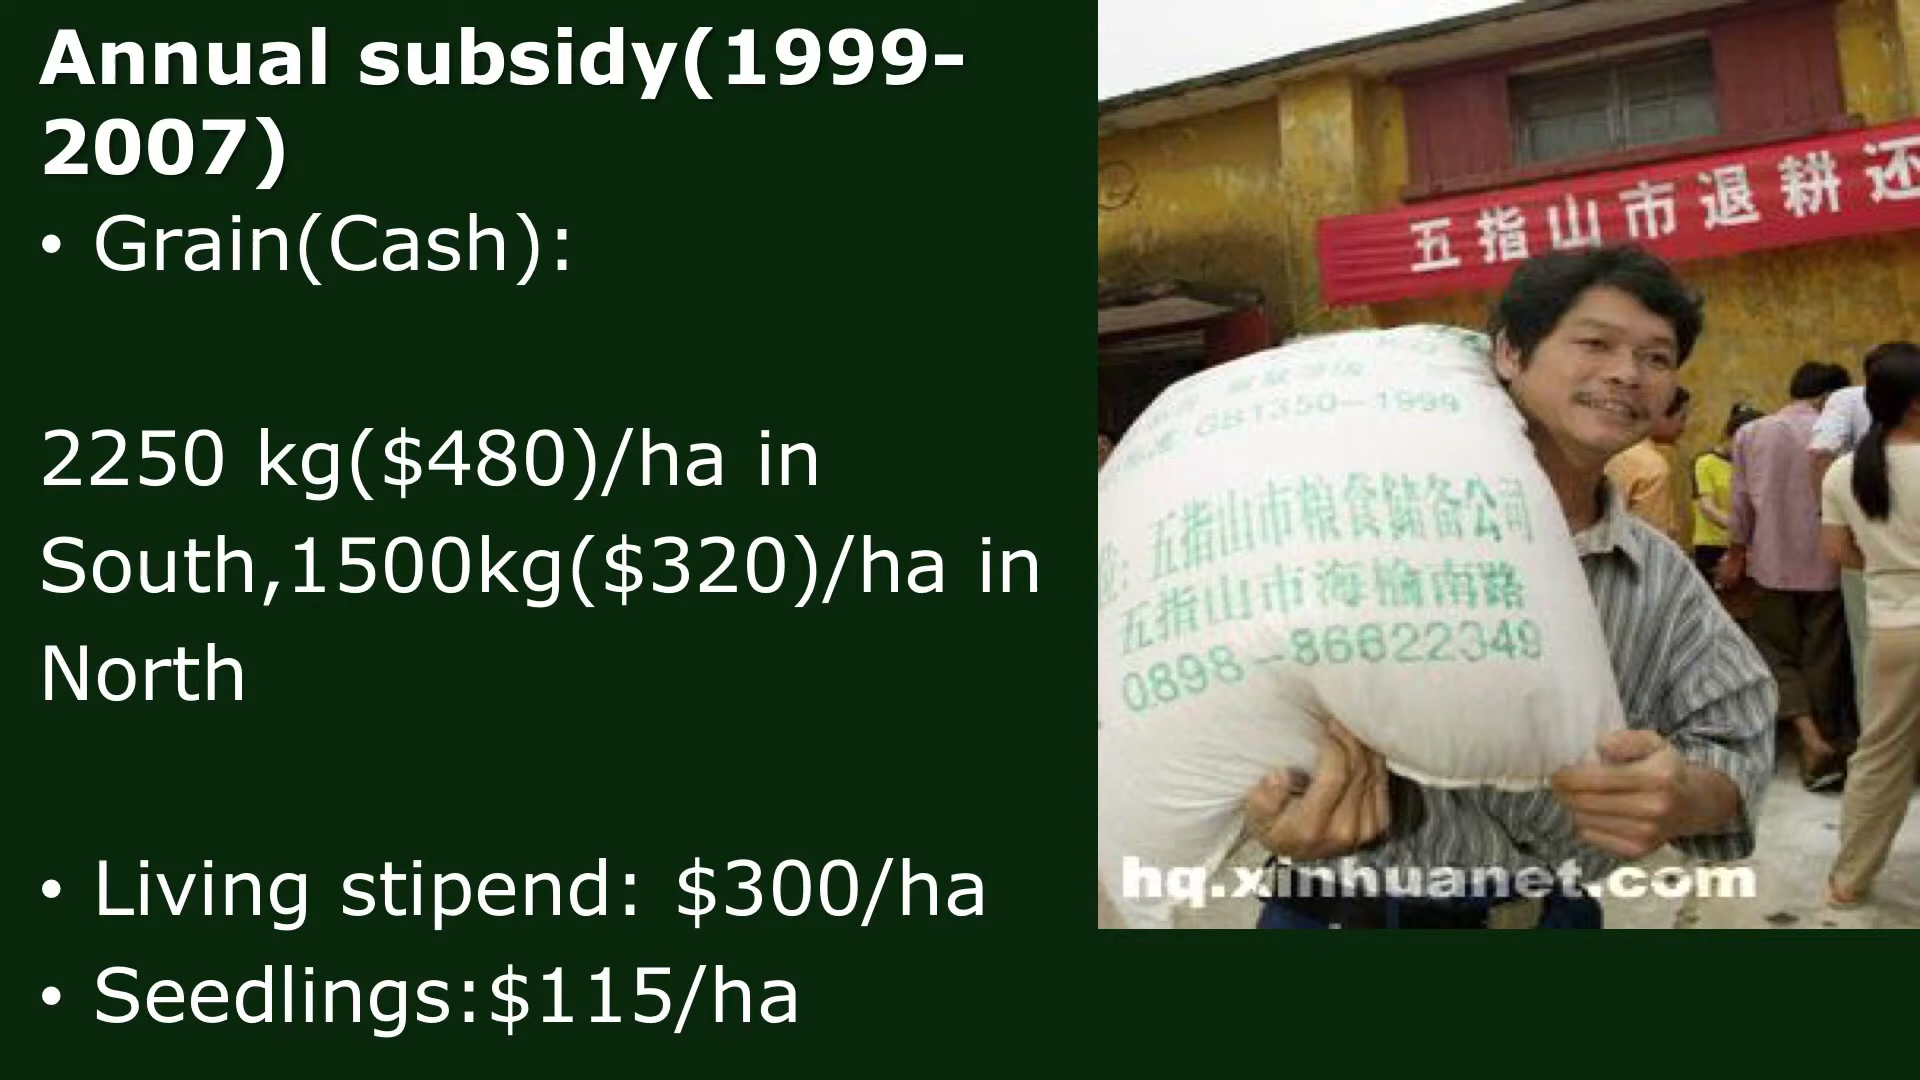 Annual subsidy(1999-
2007)
• Grain(Cash):
2250 kg($480)/ha in
South,1500kg($320)/ha in
North
• Living stipend: $300/ha
• Seedlings:$115/ha
五指山市退耕还
GB1350-1999
五指山市粮食储备公司
五指山市海榆南路
0898-86622349
hq.xinhuanet.com